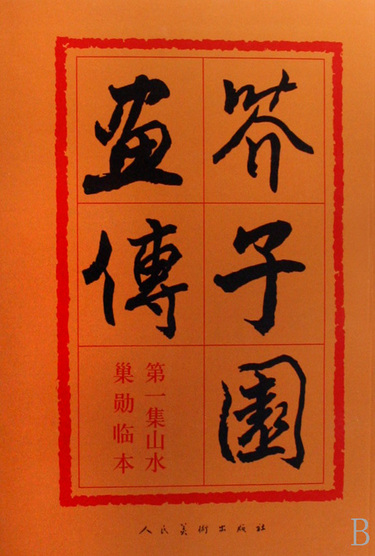 芥子園
畫傳
第一集山水
巢勋临本
人民美術出版社
B